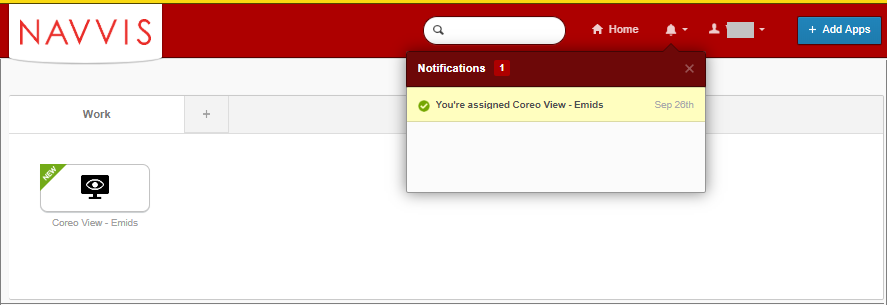 NAVVIS
Home
+ Add Apps
Notifications 1
You're assigned Coreo View - Emids Sep 26th
Work +
NEW
Coreo View - Emids